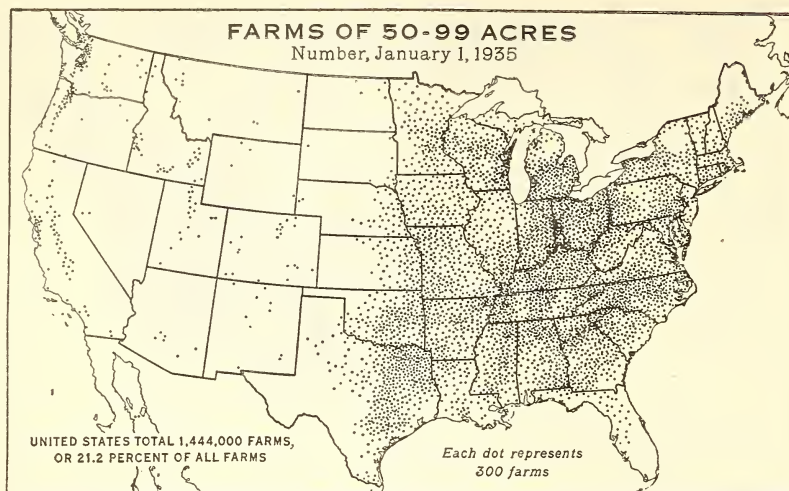 FARMS OF 50-99 ACRES
Number, January 1, 1935
UNITED STATES TOTAL 1,444,000 FARMS,
OR 21.2 PERCENT OF ALL FARMS
Each dot represents
300 farms